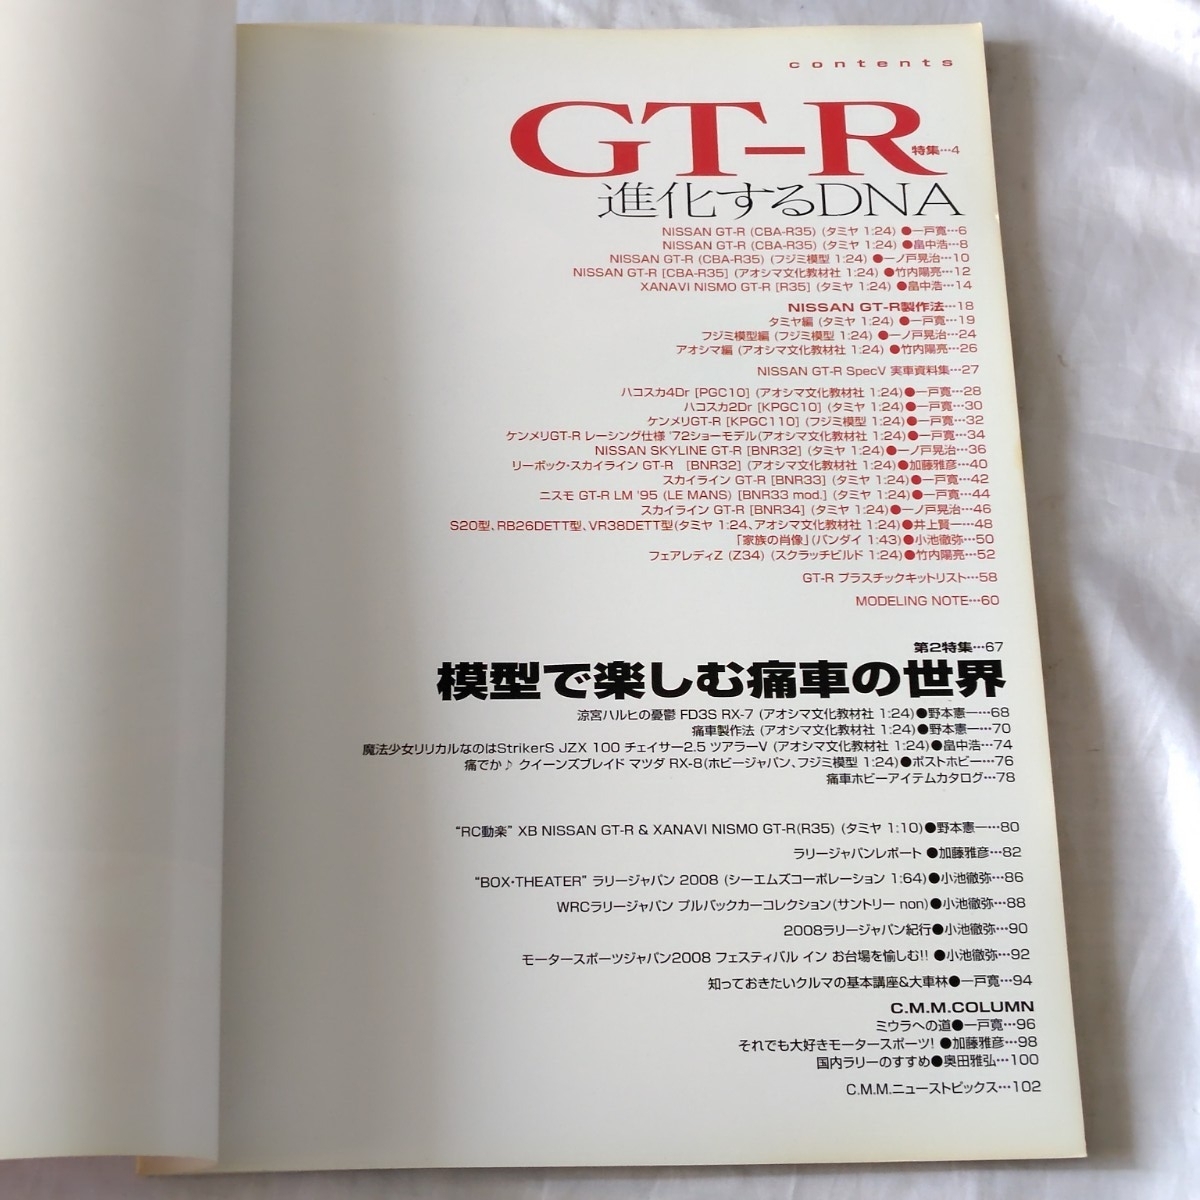 contents
GT-R 特集…4
進化するDNA
NISSAN GT-R (CBA-R35) (タミヤ 1:24) ●一戸寛…6
NISSAN GT-R (CBA-R35) (タミヤ 1:24) ●畠中浩…8
NISSAN GT-R (CBA-R35) (フジミ模型 1:24) ●一ノ戸晃治…10
NISSAN GT-R [CBA-R35] (アオシマ文化教材社 1:24) ●竹内陽亮…12
XANAVI NISMO GT-R [R35] (タミヤ 1:24) ●畠中浩…14
NISSAN GT-R製作法…18
タミヤ編 (タミヤ 1:24) ●一戸寛…19
フジミ模型編 (フジミ模型 1:24) ●一ノ戸晃治…24
アオシマ編 (アオシマ文化教材社 1:24) ●竹内陽亮…26
NISSAN GT-R SpecV 実車資料集…27
ハコスカ4Dr [PGC10] (アオシマ文化教材社 1:24)●一戸寛…28
ハコスカ2Dr [KPGC10] (タミヤ 1:24)●一戸寛…30
ケンメリGT-R [KPGC110] (フジミ模型 1:24)●一戸寛…32
ケンメリGT-R レーシング仕様 '72ショーモデル(アオシマ文化教材社 1:24)●一戸寛…34
NISSAN SKYLINE GT-R [BNR32] (タミヤ 1:24)●一ノ戸晃治…36
リーボック・スカイライン GT-R [BNR32] (アオシマ文化教材社 1:24)●加藤雅彦…40
スカイライン GT-R [BNR33] (タミヤ 1:24)●一戸寛…42
ニスモ GT-R LM '95 (LE MANS) [BNR33 mod.] (タミヤ 1:24)●一戸寛…44
スカイライン GT-R [BNR34] (タミヤ 1:24)●一ノ戸晃治…46
S20型、RB26DETT型、VR38DETT型(タミヤ 1:24、アオシマ文化教材社 1:24)●井上賢一…48
「家族の肖像」(バンダイ 1:43)●小池徹弥…50
フェアレディZ (Z34) (スクラッチビルド 1:24)●竹内陽亮…52
GT-R プラスチックキットリスト…58
MODELING NOTE…60
第2特集…67
模型で楽しむ痛車の世界
涼宮ハルヒの憂鬱 FD3S RX-7 (アオシマ文化教材社 1:24)●野本憲一…68
痛車製作法 (アオシマ文化教材社 1:24)●野本憲一…70
魔法少女リリカルなのはStrikerS JZX 100 チェイサー2.5 ツアラーV (アオシマ文化教材社 1:24)●畠中浩…74
痛でか♪ クイーンズブレイド マツダ RX-8(ホビージャパン、フジミ模型 1:24)●ポストホビー…76
痛車ホビーアイテムカタログ…78
“RC動楽” XB NISSAN GT-R & XANAVI NISMO GT-R(R35) (タミヤ 1:10)●野本憲一…80
ラリージャパンレポート ●加藤雅彦…82
“BOX・THEATER” ラリージャパン 2008 (シーエムズコーポレーション 1:64)●小池徹弥…86
WRCラリージャパン プルバックカーコレクション(サントリー non)●小池徹弥…88
2008ラリージャパン紀行●小池徹弥…90
モータースポーツジャパン2008 フェスティバル イン お台場を愉しむ!! ●小池徹弥…92
知っておきたいクルマの基本講座&大車林●一戸寛…94
C.M.M.COLUMN
ミウラへの道●一戸寛…96
それでも大好きモータースポーツ! ●加藤雅彦…98
国内ラリーのすすめ●奥田雅弘…100
C.M.M.ニューストピックス…102